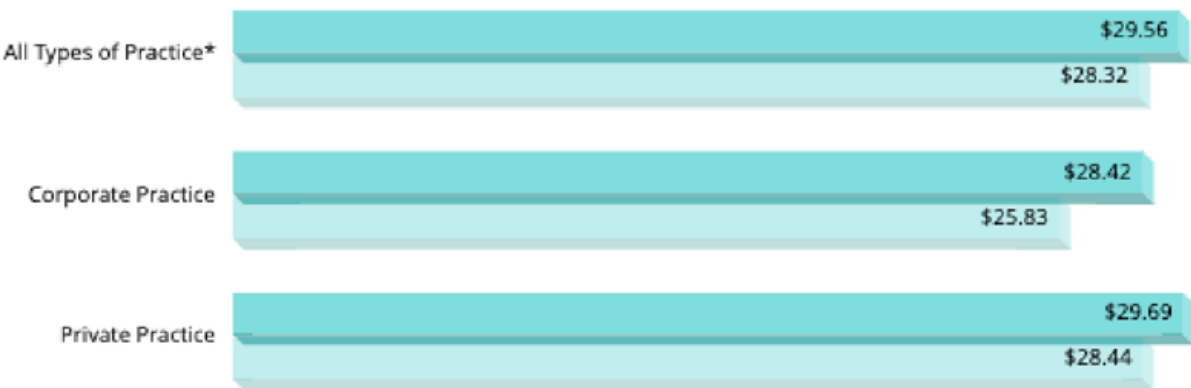 $29.56
All Types of Practice*
$28.32
$28.42
Corporate Practice
$25.83
$29.69
Private Practice
$28.44